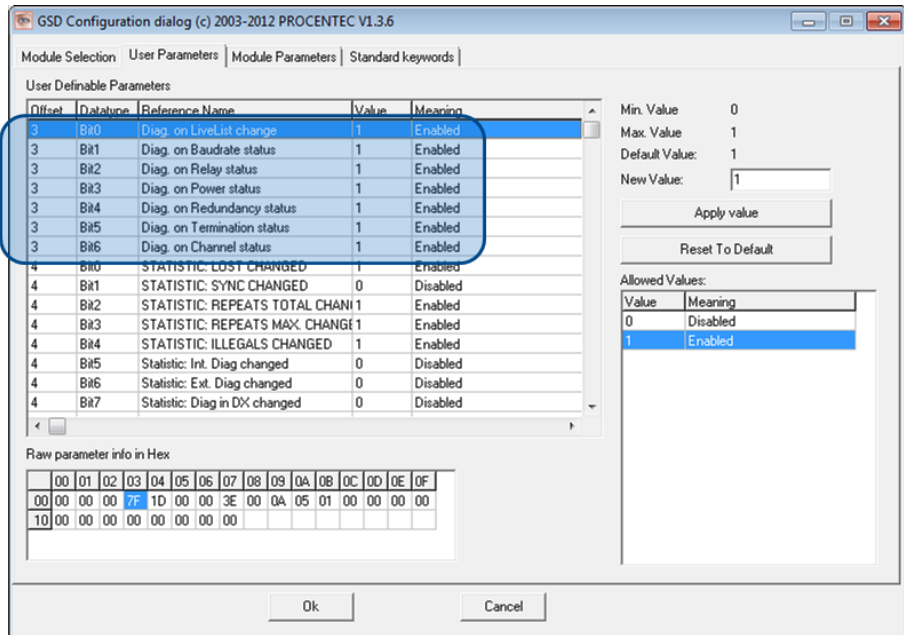 GSD Configuration dialog (c) 2003-2012 PROCENTEC V1.3.6
Module Selection User Parameters Module Parameters Standard keywords
User Definable Parameters
Offset Datatype Reference Name Value Meaning
3 Bit0 Diag. on LiveList change 1 Enabled
3 Bit1 Diag. on Baudrate status 1 Enabled
3 Bit2 Diag. on Relay status 1 Enabled
3 Bit3 Diag. on Power status 1 Enabled
3 Bit4 Diag. on Redundancy status 1 Enabled
3 Bit5 Diag. on Termination status 1 Enabled
3 Bit6 Diag. on Channel status 1 Enabled
4 Bit0 STATISTIC: LOST CHANGED 1 Enabled
4 Bit1 STATISTIC: SYNC CHANGED 0 Disabled
4 Bit2 STATISTIC: REPEATS TOTAL CHAN 1 Enabled
4 Bit3 STATISTIC: REPEATS MAX. CHANGE 1 Enabled
4 Bit4 STATISTIC: ILLEGALS CHANGED 1 Enabled
4 Bit5 Statistic: Int. Diag changed 0 Disabled
4 Bit6 Statistic: Ext. Diag changed 0 Disabled
4 Bit7 Statistic: Diag in DX changed 0 Disabled
Min. Value 0
Max. Value 1
Default Value: 1
New Value: 1
Apply value
Reset To Default
Allowed Values:
Value Meaning
0 Disabled
1 Enabled
Raw parameter info in Hex
00 01 02 03 04 05 06 07 08 09 0A 0B 0C 0D 0E 0F
00 00 00 00 7F 1D 00 00 3E 00 0A 05 01 00 00 00 00
10 00 00 00 00 00 00 00 00
Ok Cancel